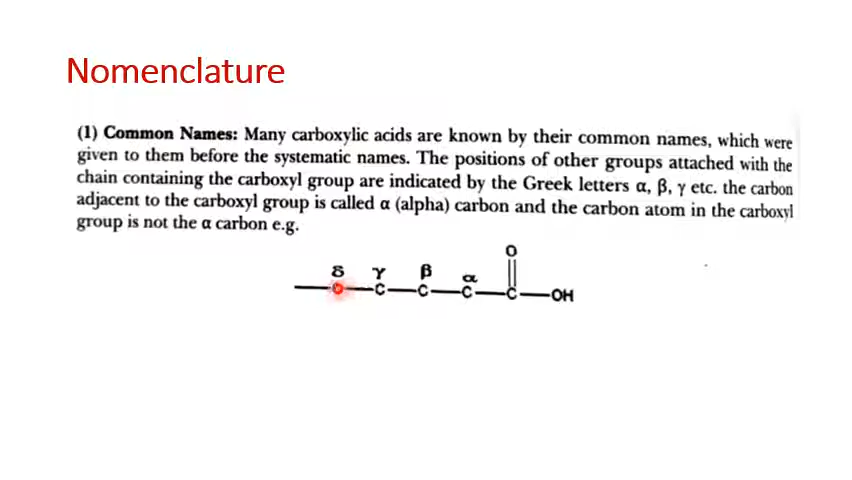 Nomenclature
(1) Common Names: Many carboxylic acids are known by their common names, which were
given to them before the systematic names. The positions of other groups attached with the
chain containing the carboxyl group are indicated by the Greek letters α, β, γ etc. the carbon
adjacent to the carboxyl group is called α (alpha) carbon and the carbon atom in the carboxyl
group is not the α carbon e.g.
O
δ γ β α
C C C C OH